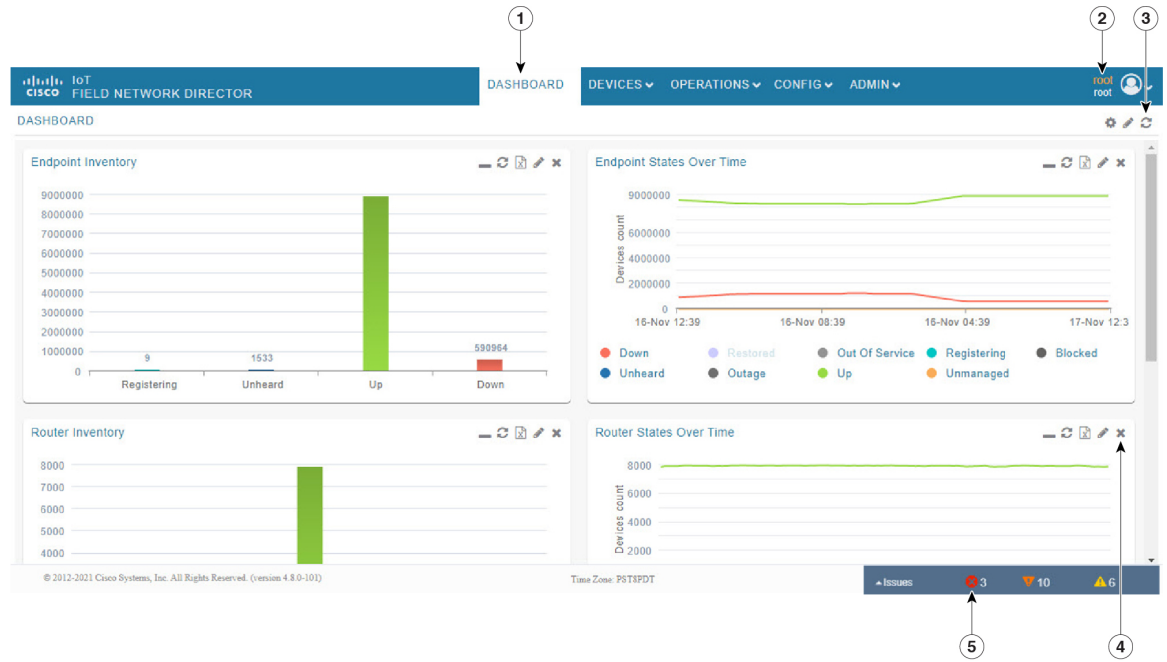 1 2 3
CISCO IoT FIELD NETWORK DIRECTOR
DASHBOARD DEVICES OPERATIONS CONFIG ADMIN
root
root
DASHBOARD
Endpoint Inventory
9000000
8000000
7000000
6000000
5000000
4000000
3000000
2000000
1000000
0
9 1533 590964
Registering Unheard Up Down
Endpoint States Over Time
Devices count
9000000
6000000
4000000
2000000
0
16-Nov 12:39 16-Nov 08:39 16-Nov 04:39 17-Nov 12:3
Down Restored Out Of Service Registering Blocked
Unheard Outage Up Unmanaged
Router Inventory
8000
7000
6000
5000
4000
Router States Over Time
Devices count
8000
6000
4000
2000
© 2012-2021 Cisco Systems, Inc. All Rights Reserved. (version 4.8.0-101)
Time Zone: PST8PDT
Issues 3 10 6
5 4